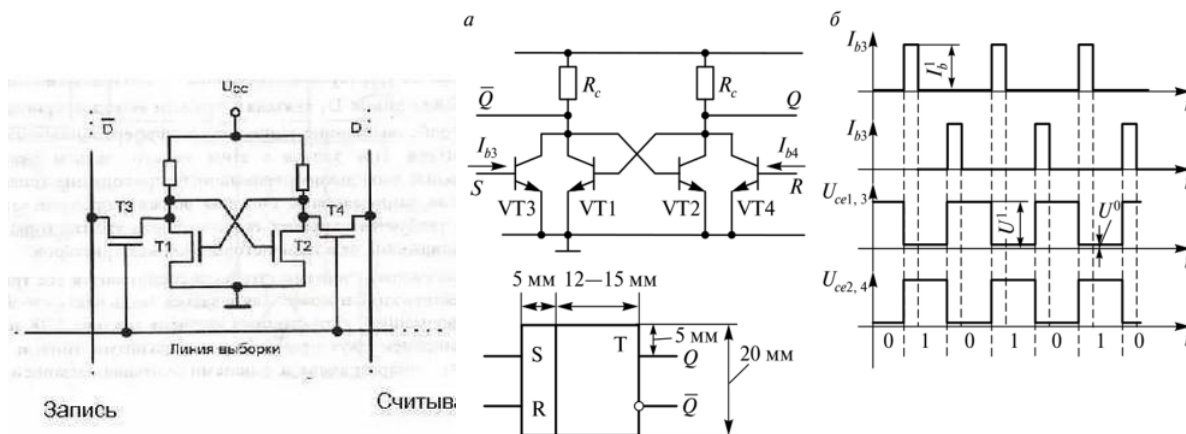 Ucc
D̅
D
T3
T1
T2
T4
Линия выборки
Запись
Считыва
а
Rc
Rc
Q̅
Q
Ib3
S
Ib4
R
VT3
VT1
VT2
VT4
5 мм
12—15 мм
S
T
5 мм
Q
20 мм
R
Q̅
б
Ib3
I¹b
t
Ib3
t
Uce1, 3
U¹
U⁰
t
Uce2, 4
0
1
0
1
0
1
0
t